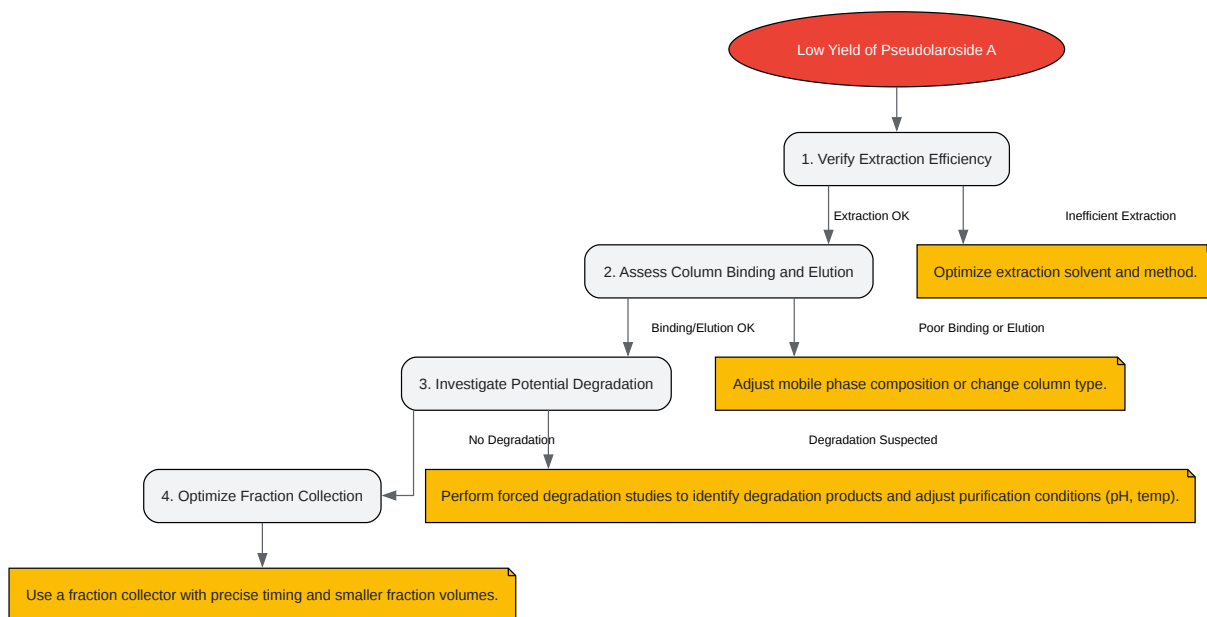 Low Yield of Pseudolaroside A
1. Verify Extraction Efficiency
Extraction OK
Inefficient Extraction
2. Assess Column Binding and Elution
Optimize extraction solvent and method.
Binding/Elution OK
Poor Binding or Elution
3. Investigate Potential Degradation
Adjust mobile phase composition or change column type.
No Degradation
Degradation Suspected
4. Optimize Fraction Collection
Perform forced degradation studies to identify degradation products and adjust purification conditions (pH, temp).
Use a fraction collector with precise timing and smaller fraction volumes.